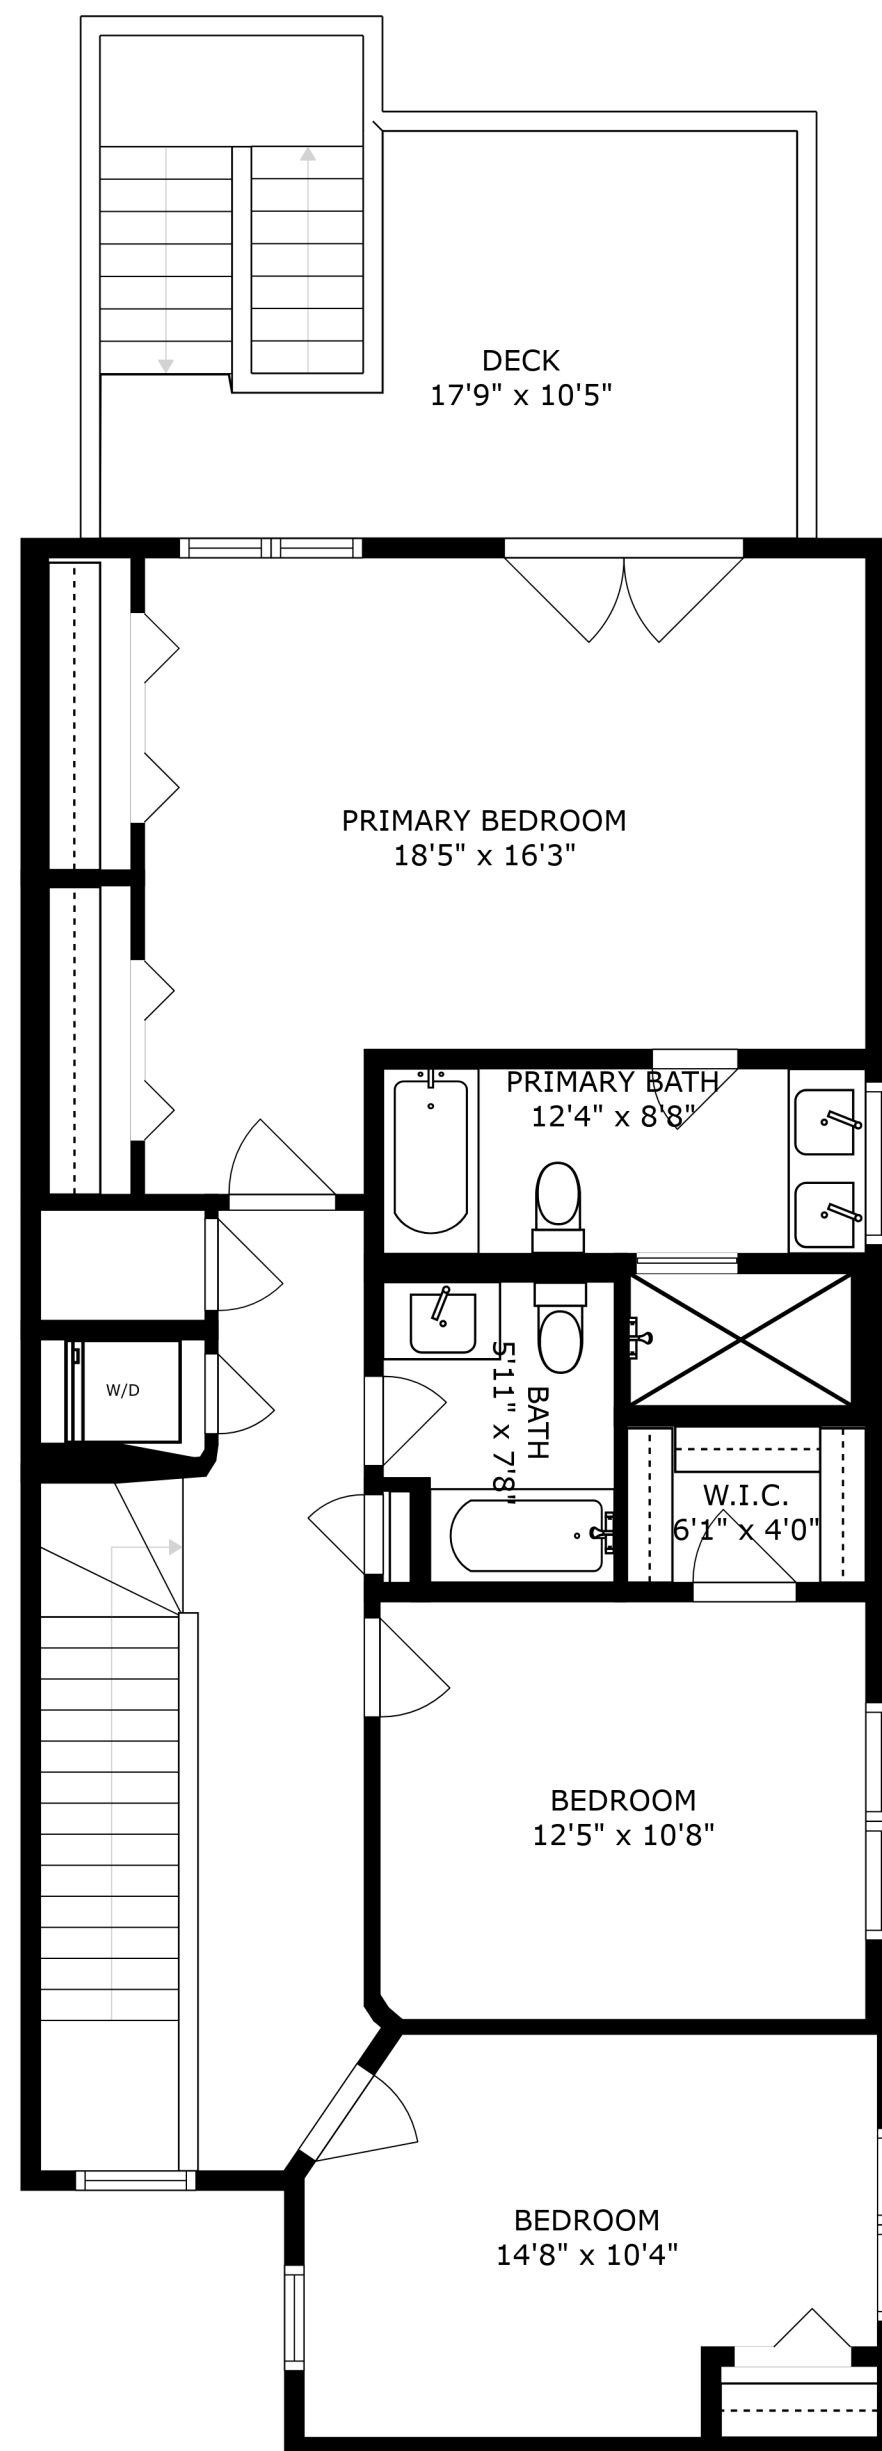 DECK
17'9" x 10'5"
PRIMARY BEDROOM
18'5" x 16'3"
PRIMARY BATH
12'4" x 8'8"
W/D
BATH
5'11" x 7'8"
W.I.C.
6'1" x 4'0"
BEDROOM
12'5" x 10'8"
BEDROOM
14'8" x 10'4"